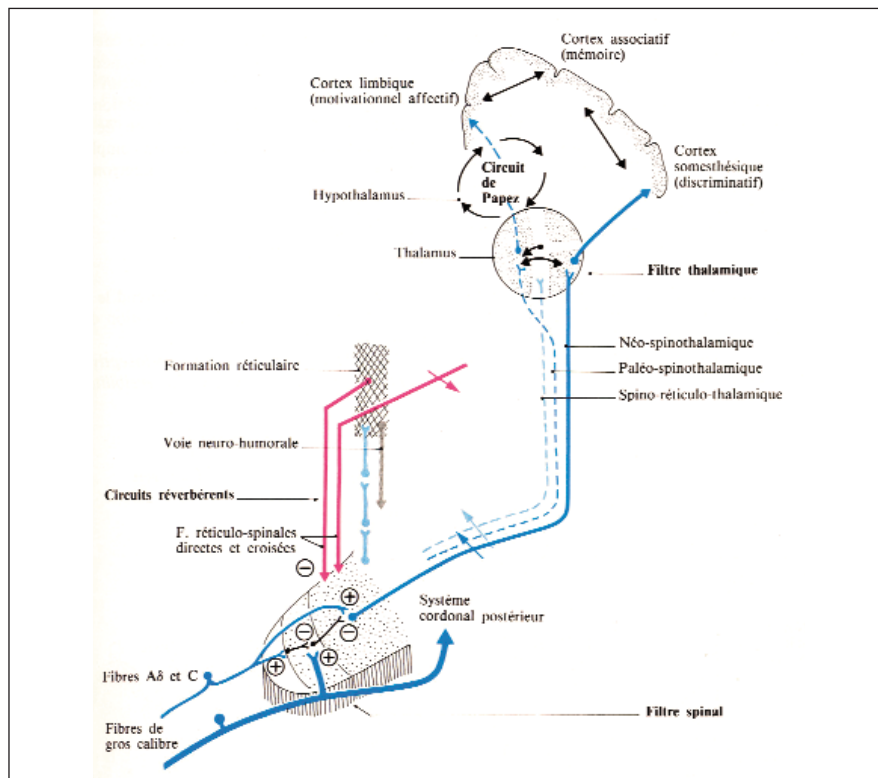 Cortex associatif
(mémoire)
Cortex limbique
(motivationnel affectif)
Cortex
somesthésique
(discriminatif)
Circuit
de
Papez
Hypothalamus
Thalamus
Filtre thalamique
Néo-spinothalamique
Paléo-spinothalamique
Spino-réticulo-thalamique
Formation réticulaire
Voie neuro-humorale
Circuits réverbérents
F. réticulo-spinales
directes et croisées
−
+
−
−
+
+
Système
cordonal postérieur
Fibres Aδ et C
Fibres de
gros calibre
Filtre spinal